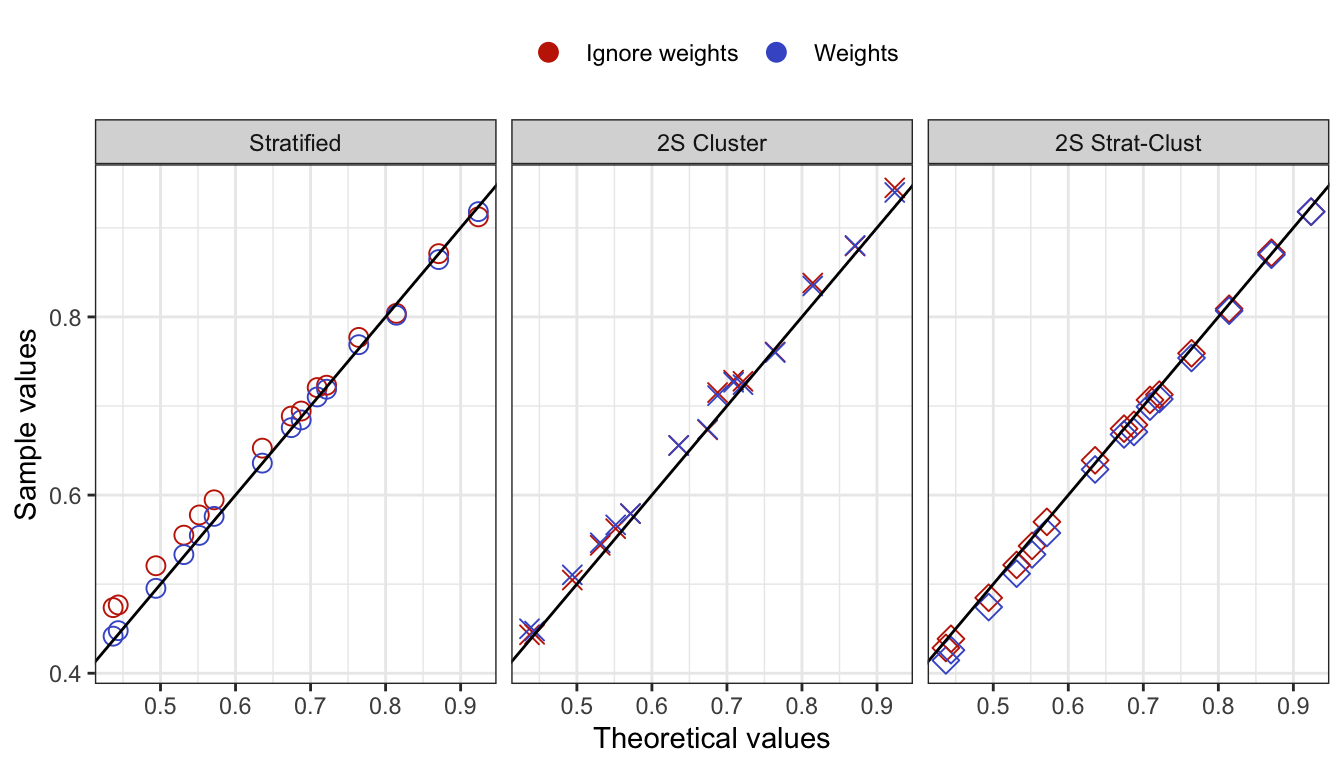 Ignore weights Weights
Stratified 2S Cluster 2S Strat-Clust
Sample values
0.8
0.6
0.4
0.5 0.6 0.7 0.8 0.9 0.5 0.6 0.7 0.8 0.9 0.5 0.6 0.7 0.8 0.9
Theoretical values